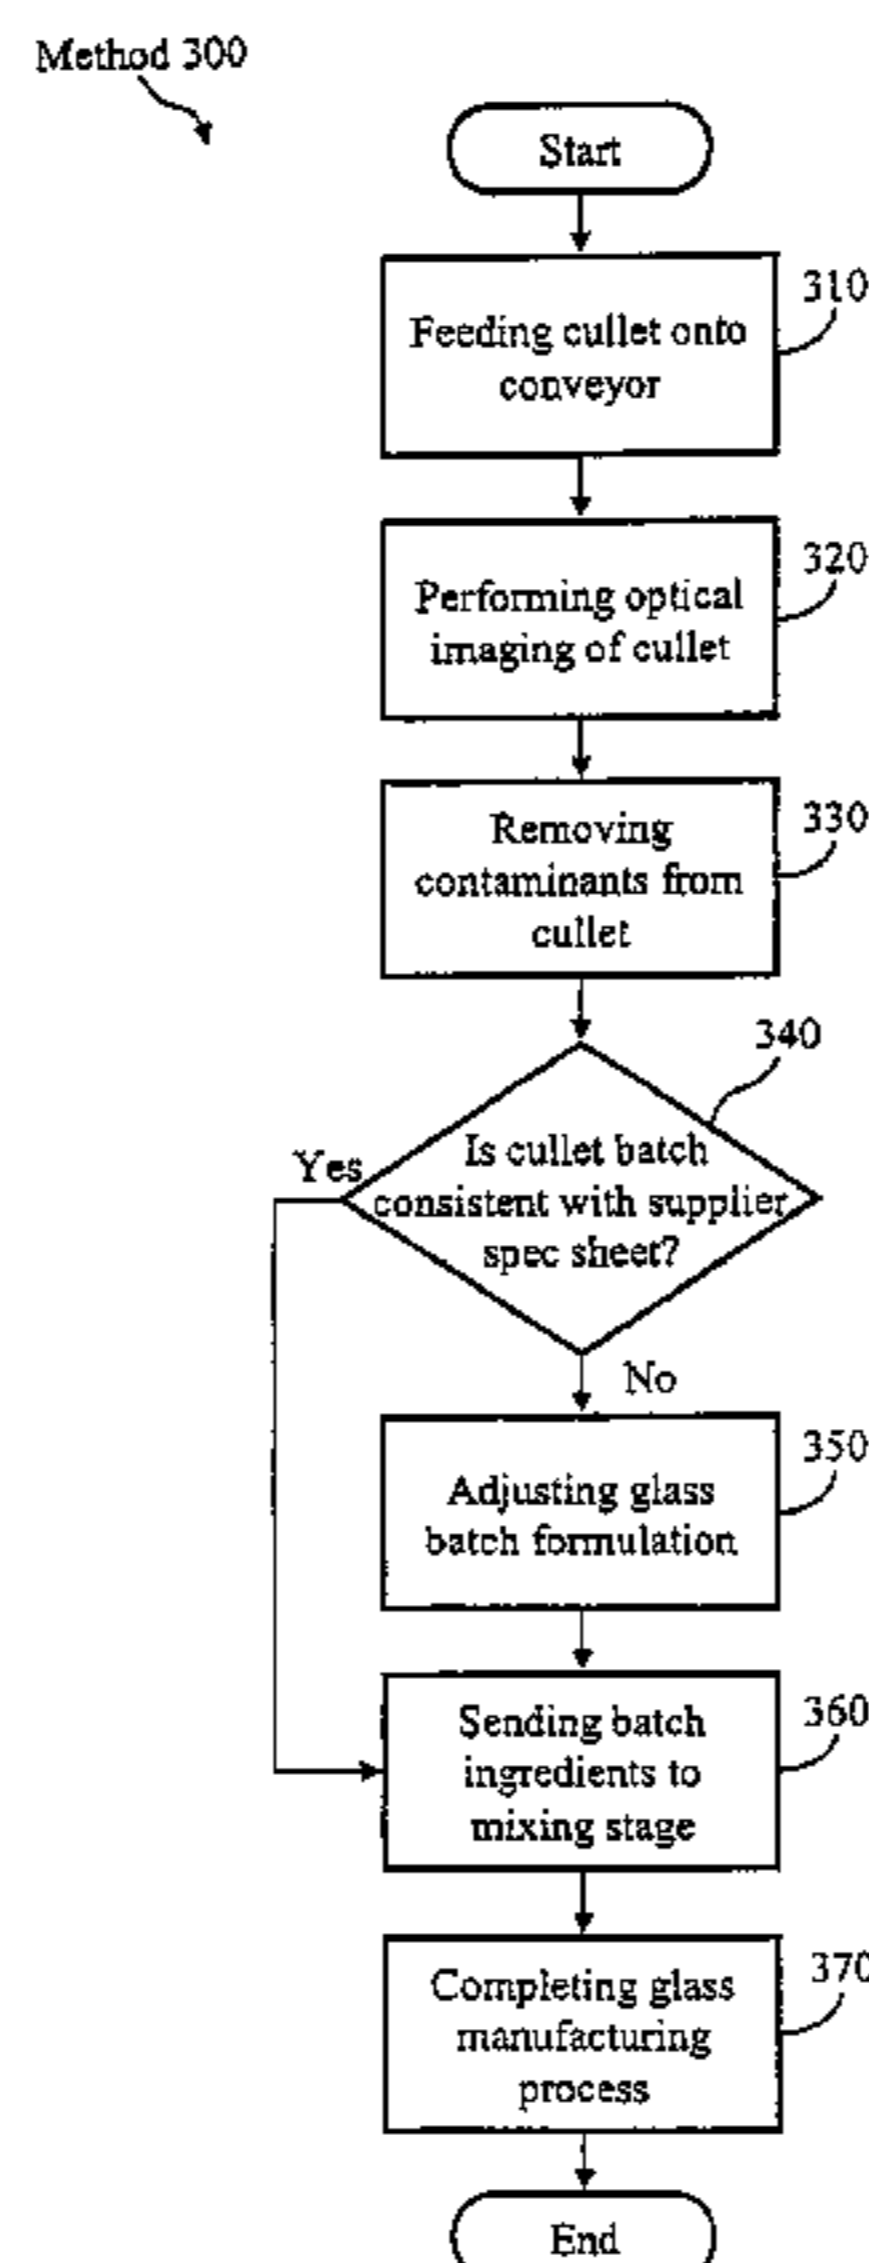 Method 300
Start
310
Feeding cullet onto
conveyor
320
Performing optical
imaging of cullet
330
Removing
contaminants from
cullet
340
Is cullet batch
Yes
consistent with supplier
spec sheet?
No
350
Adjusting glass
batch formulation
360
Sending batch
ingredients to
mixing stage
370
Completing glass
manufacturing
process
End